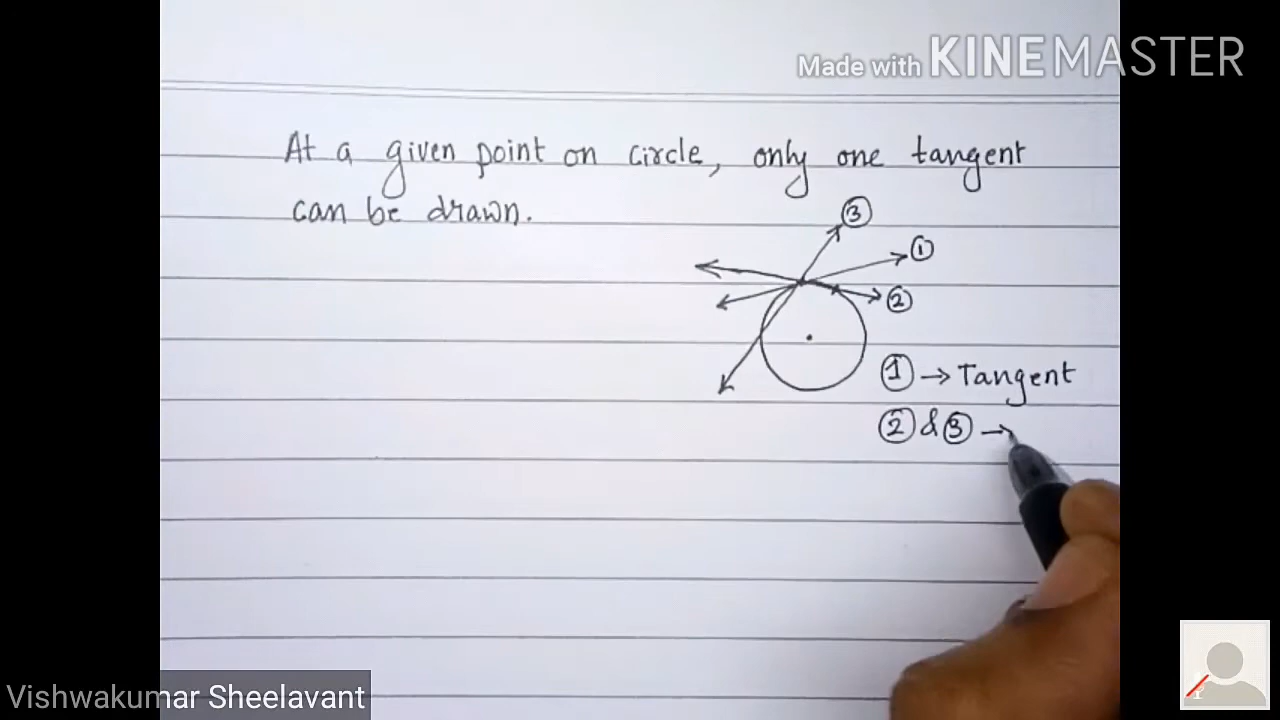 Made with KINEMASTER
At a given point on circle, only one tangent
can be drawn.
③
①
②
① → Tangent
② & ③ →
Vishwakumar Sheelavant